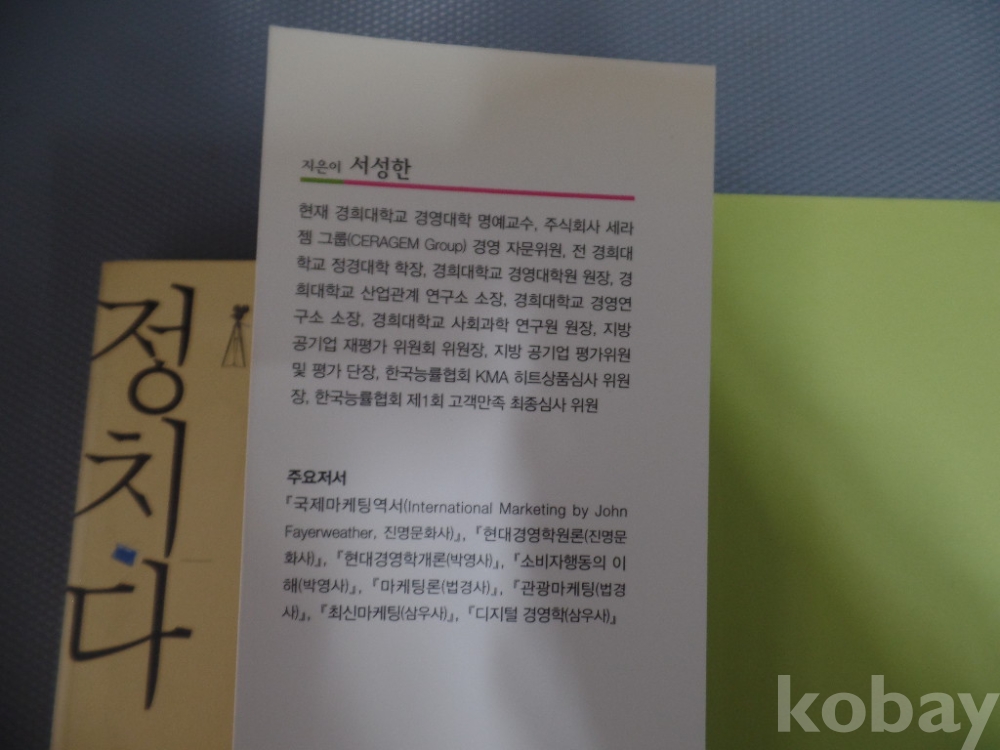 지은이 서성한
현재 경희대학교 경영대학 명예교수, 주식회사 세라
젬 그룹(CERAGEM Group) 경영 자문위원, 전 경희대
학교 정경대학 학장, 경희대학교 경영대학원 원장, 경
희대학교 산업관계 연구소 소장, 경희대학교 경영연
구소 소장, 경희대학교 사회과학 연구원 원장, 지방
공기업 재평가 위원회 위원장, 지방 공기업 평가위원
및 평가 단장, 한국능률협회 KMA 히트상품심사 위원
장, 한국능률협회 제1회 고객만족 최종심사 위원
주요저서
『국제마케팅역서(International Marketing by John
Fayerweather, 진명문화사)』, 『현대경영학원론(진명문
화사)』, 『현대경영학개론(박영사)』, 『소비자행동의 이
해(박영사)』, 『마케팅론(법경사)』, 『관광마케팅(법경
사)』, 『최신마케팅(삼우사)』, 『디지털 경영학(삼우사)』
정치다
kobay